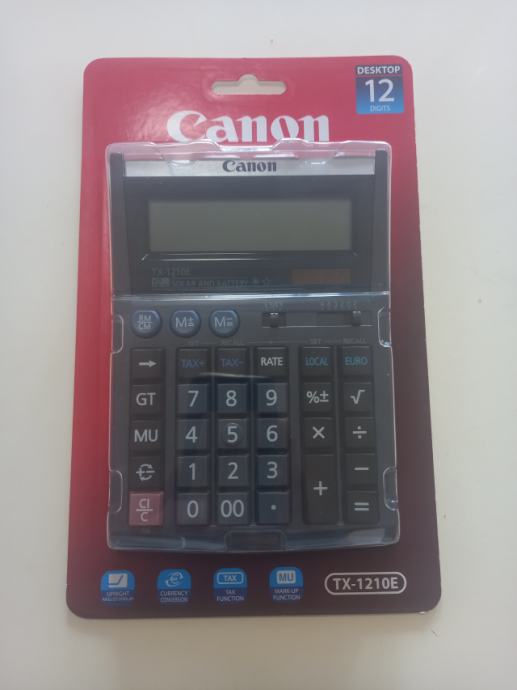 DESKTOP
12
DIGITS
Canon
Canon
TX-1210E
SOLAR AND BATTERY
RM
CM
M±
M=
TAX+
TAX−
RATE
LOCAL
EURO
GT
7
8
9
%±
√
MU
4
5
6
×
÷
1
2
3
+
−
CI
C
0
00
.
=
UPRIGHT
ANGLED DISPLAY
CURRENCY
CONVERSION
TAX
TAX
FUNCTION
MU
MARK-UP
FUNCTION
TX-1210E